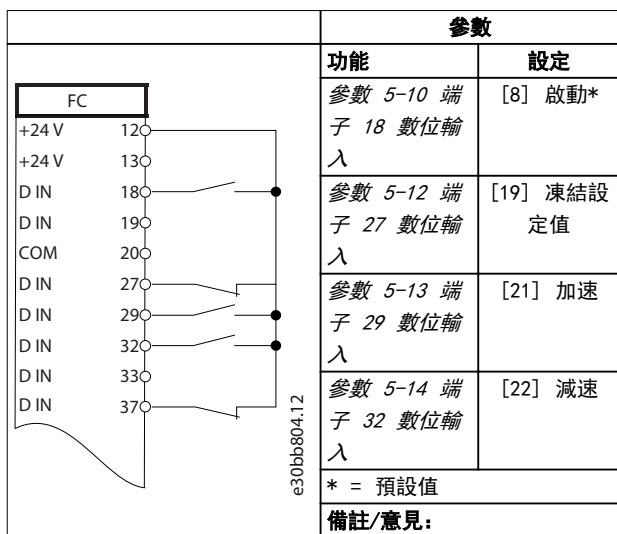 FC
+24 V 12
+24 V 13
D IN 18
D IN 19
COM 20
D IN 27
D IN 29
D IN 32
D IN 33
D IN 37
e30bb804.12
參數
功能 設定
參數 5-10 端 [8] 啟動*
子 18 數位輸
入
參數 5-12 端 [19] 凍結設
子 27 數位輸 定值
入
參數 5-13 端 [21] 加速
子 29 數位輸
入
參數 5-14 端 [22] 減速
子 32 數位輸
入
* = 預設值
備註/意見: